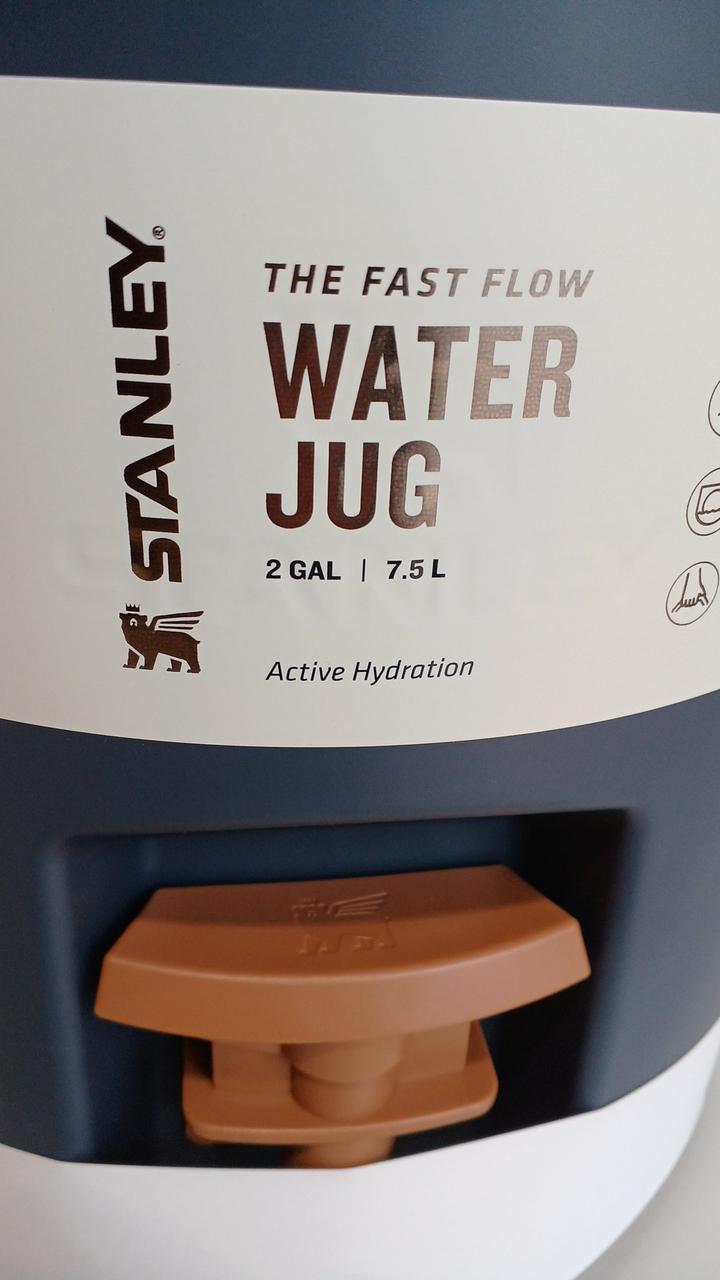 STANLEY®
THE FAST FLOW
WATER
JUG
2 GAL | 7.5 L
Active Hydration